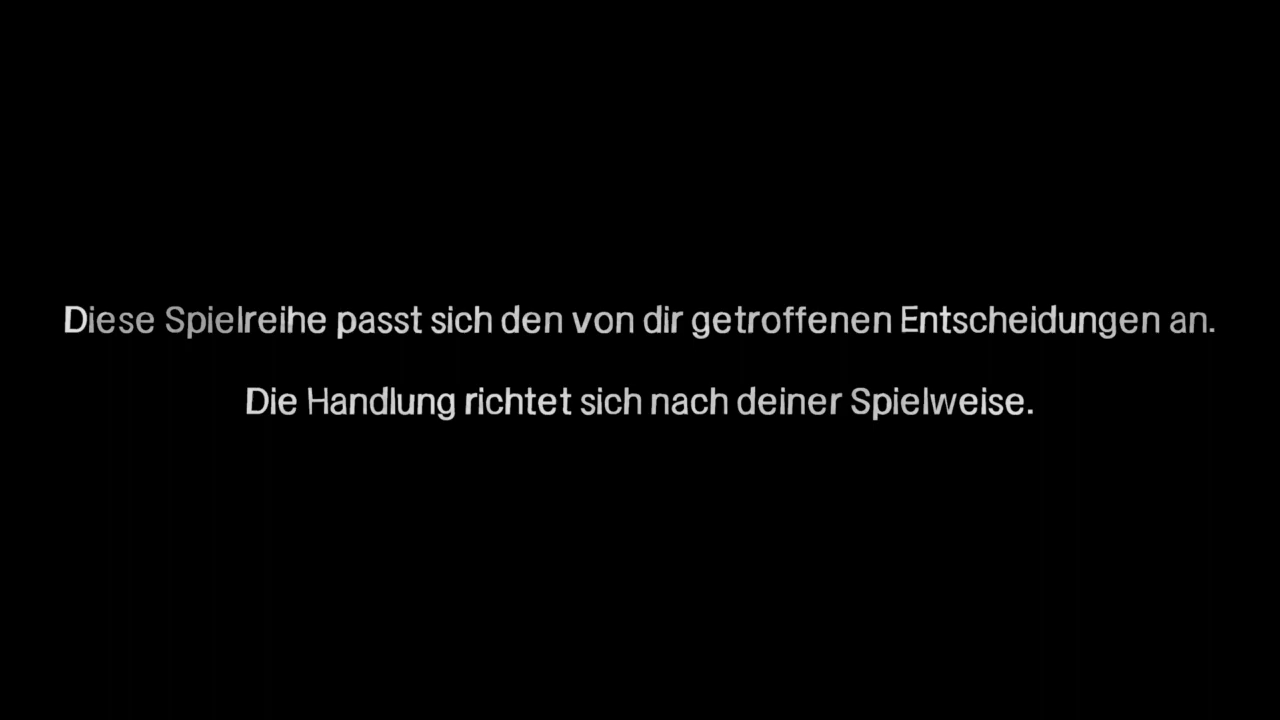 Diese Spielreihe passt sich den von dir getroffenen Entscheidungen an.
Die Handlung richtet sich nach deiner Spielweise.